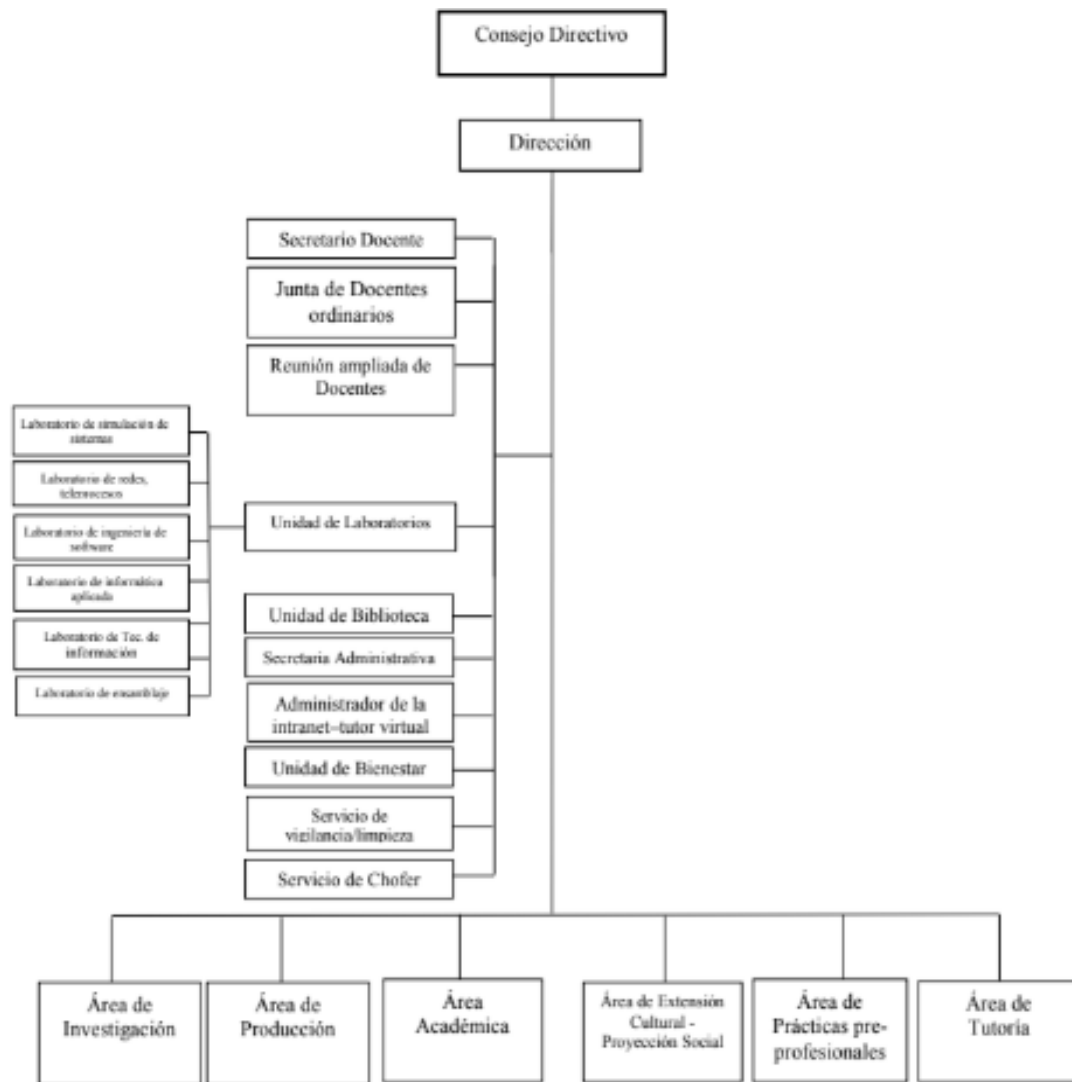 Consejo Directivo
Dirección
Secretario Docente
Junta de Docentes
ordinarios
Reunión ampliada de
Docentes
Laboratorio de simulación de
sistemas
Laboratorio de redes,
Laboratorio de ingeniería de
software
Laboratorio de informática
aplicada
Laboratorio de Tec. de
información
Laboratorio de ensamblaje
Unidad de Laboratorios
Unidad de Biblioteca
Secretaria Administrativa
Administrador de la
intranet–tutor virtual
Unidad de Bienestar
Servicio de
vigilancia/limpieza
Servicio de Chofer
Área de
Investigación
Área de
Producción
Área
Académica
Área de Extensión
Cultural -
Proyección Social
Área de
Prácticas pre-
profesionales
Área de
Tutoría